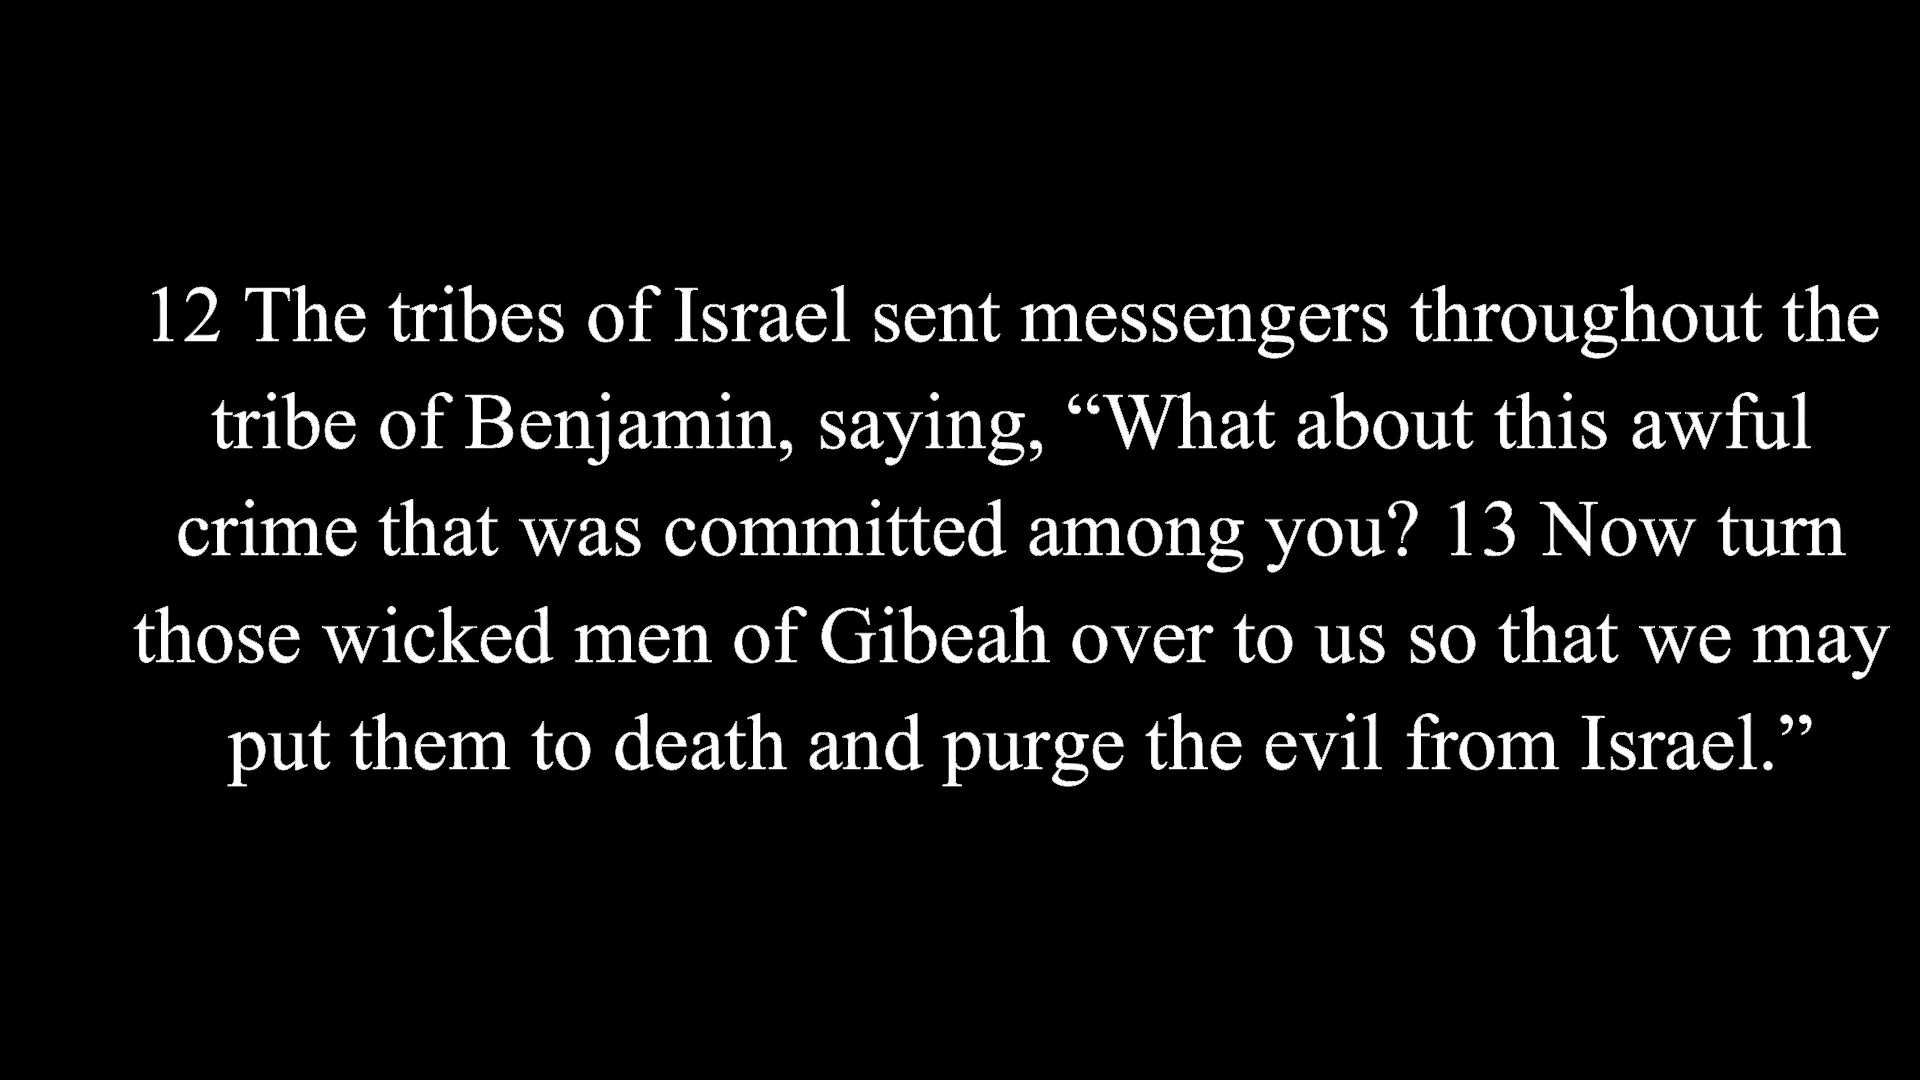 12 The tribes of Israel sent messengers throughout the
tribe of Benjamin, saying, “What about this awful
crime that was committed among you? 13 Now turn
those wicked men of Gibeah over to us so that we may
put them to death and purge the evil from Israel.”